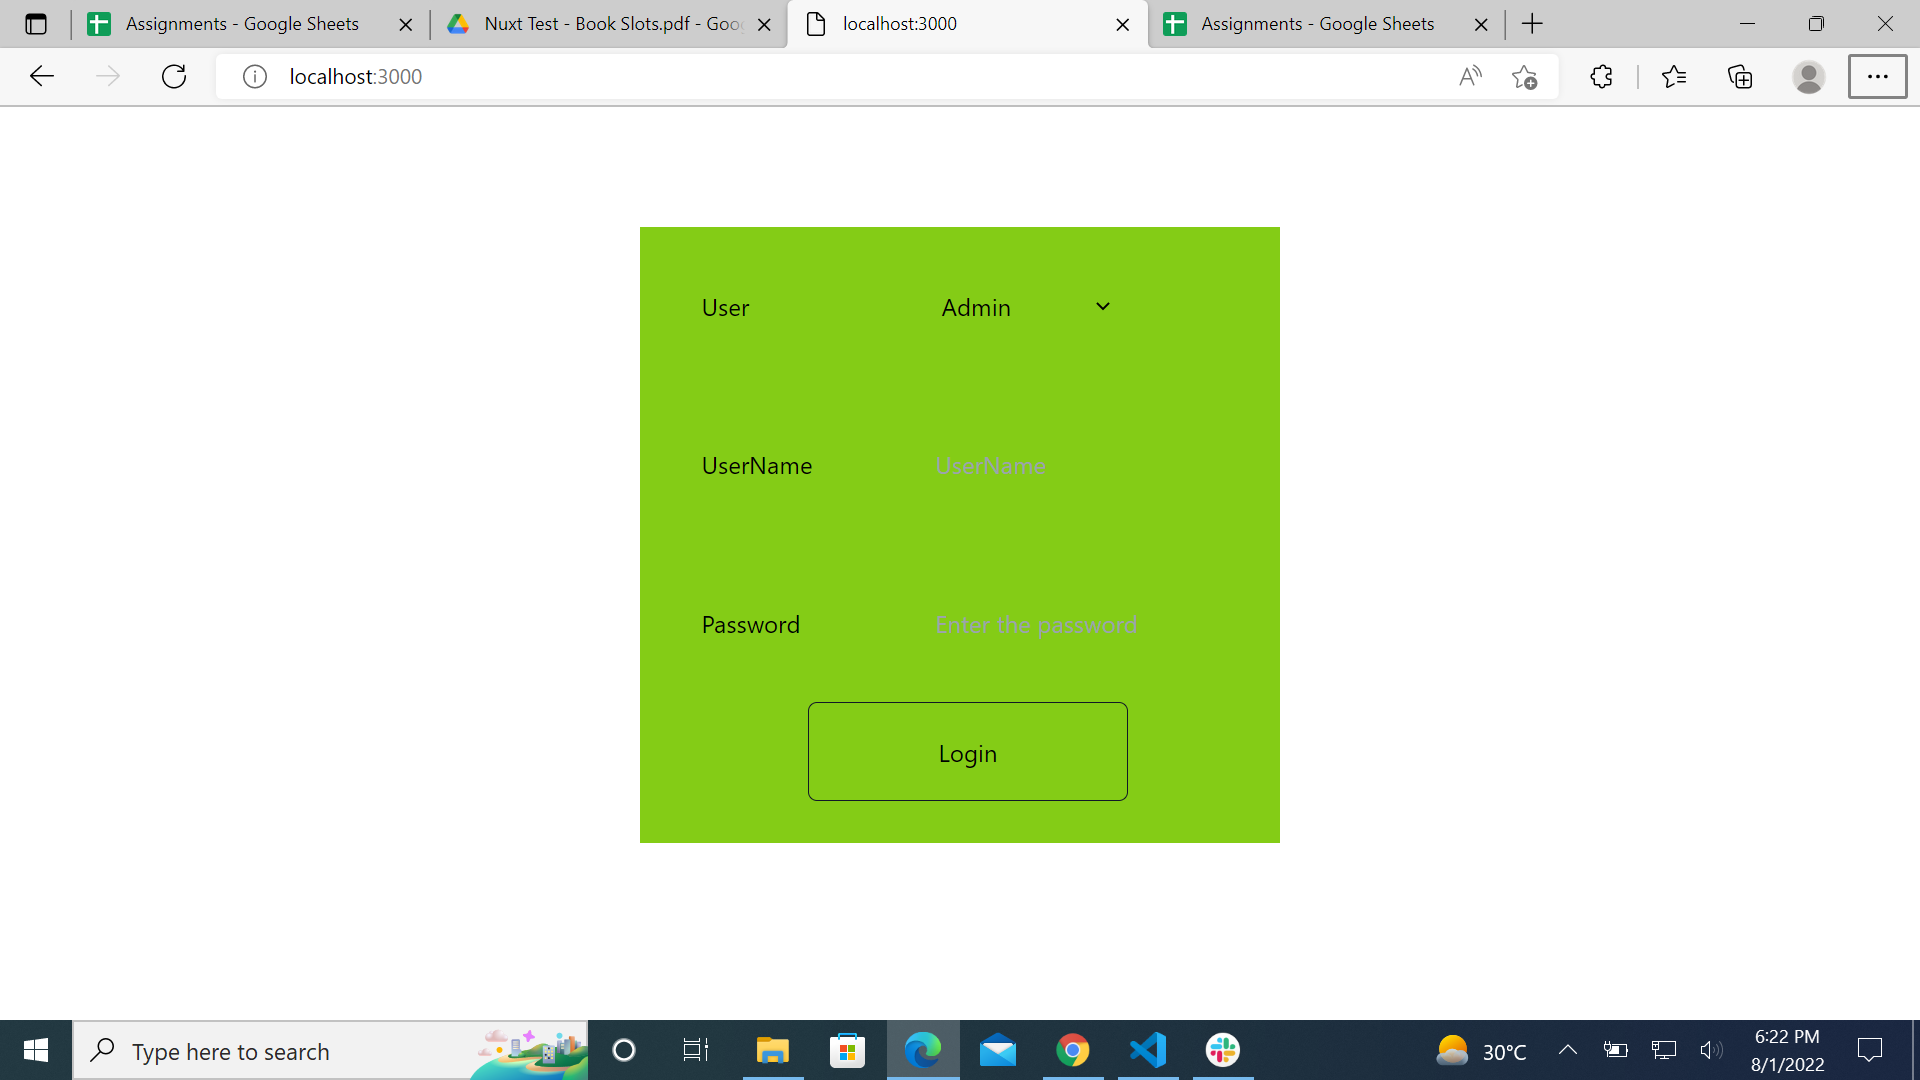 Assignments - Google Sheets
Nuxt Test - Book Slots.pdf - Goo
localhost:3000
Assignments - Google Sheets
localhost:3000
User Admin
UserName UserName
Password Enter the password
Login
Type here to search
30°C
6:22 PM
8/1/2022